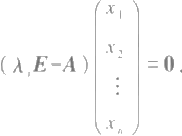 (λᵢE-A)(x₁
x₂
⋮
xₙ)=0.